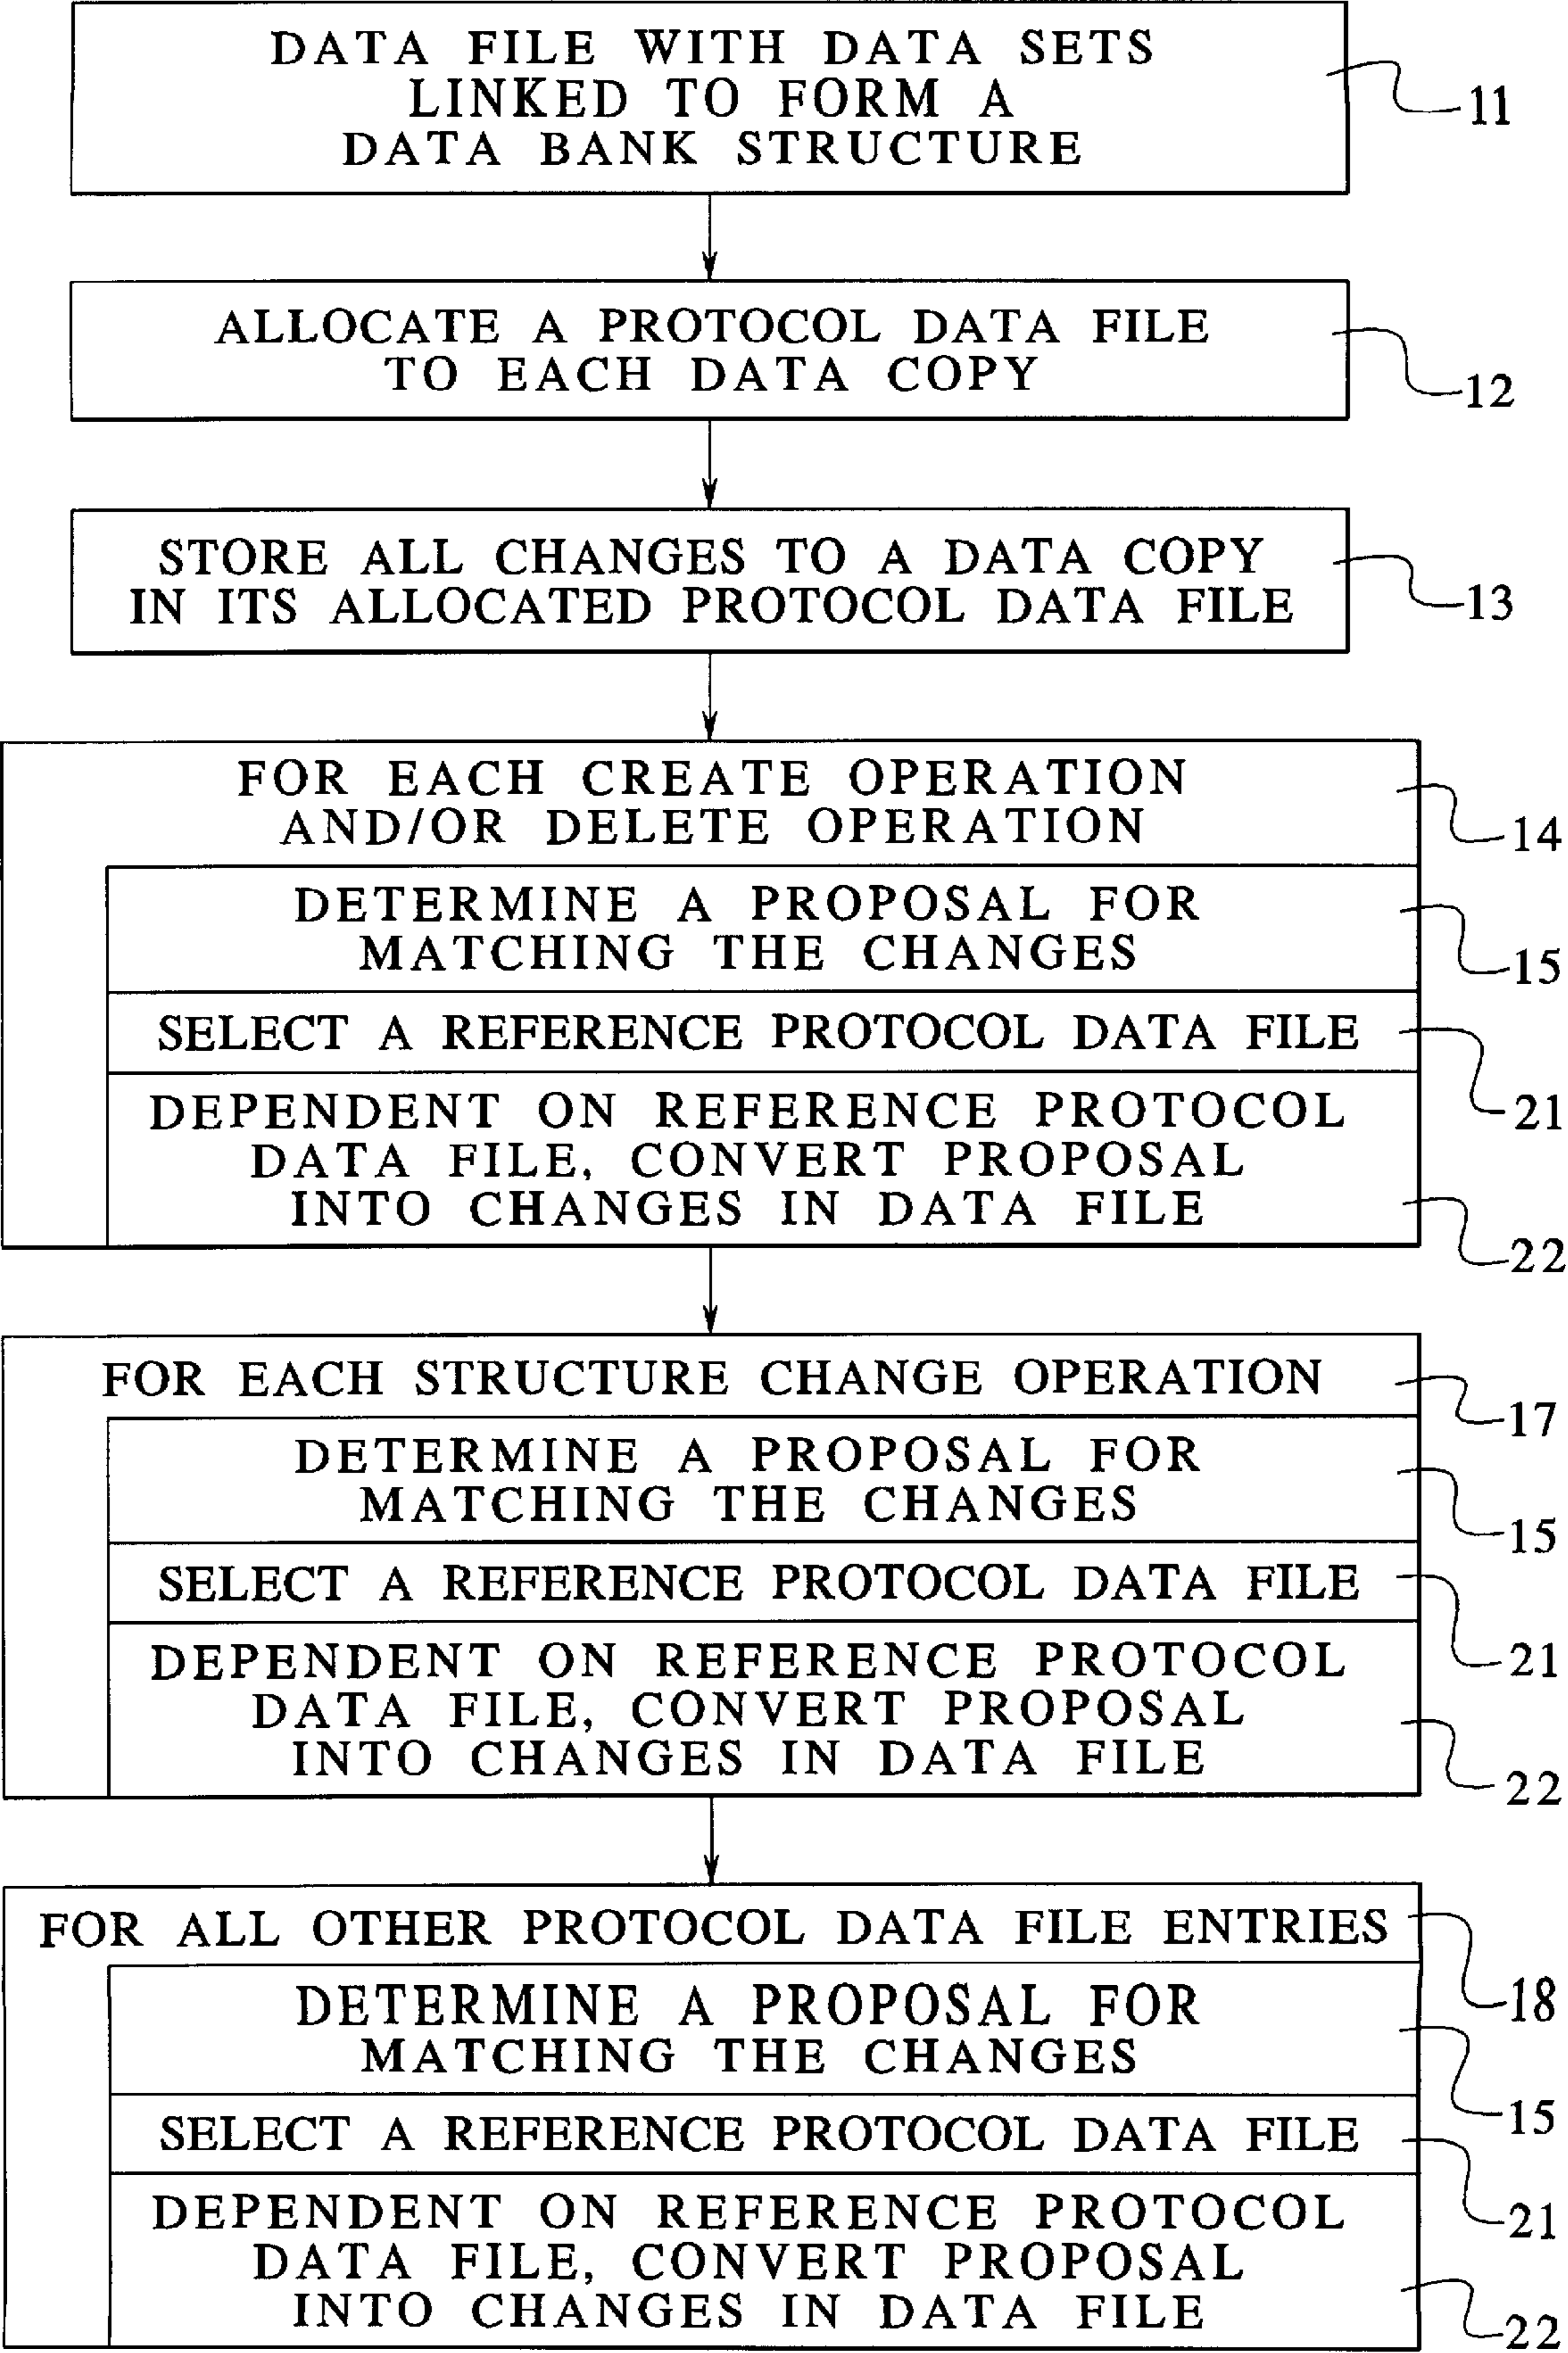 DATA FILE WITH DATA SETS
LINKED TO FORM A
DATA BANK STRUCTURE
11
ALLOCATE A PROTOCOL DATA FILE
TO EACH DATA COPY
12
STORE ALL CHANGES TO A DATA COPY
IN ITS ALLOCATED PROTOCOL DATA FILE
13
FOR EACH CREATE OPERATION
AND/OR DELETE OPERATION
14
DETERMINE A PROPOSAL FOR
MATCHING THE CHANGES
15
SELECT A REFERENCE PROTOCOL DATA FILE
21
DEPENDENT ON REFERENCE PROTOCOL
DATA FILE, CONVERT PROPOSAL
INTO CHANGES IN DATA FILE
22
FOR EACH STRUCTURE CHANGE OPERATION
17
DETERMINE A PROPOSAL FOR
MATCHING THE CHANGES
15
SELECT A REFERENCE PROTOCOL DATA FILE
21
DEPENDENT ON REFERENCE PROTOCOL
DATA FILE, CONVERT PROPOSAL
INTO CHANGES IN DATA FILE
22
FOR ALL OTHER PROTOCOL DATA FILE ENTRIES
18
DETERMINE A PROPOSAL FOR
MATCHING THE CHANGES
15
SELECT A REFERENCE PROTOCOL DATA FILE
21
DEPENDENT ON REFERENCE PROTOCOL
DATA FILE, CONVERT PROPOSAL
INTO CHANGES IN DATA FILE
22